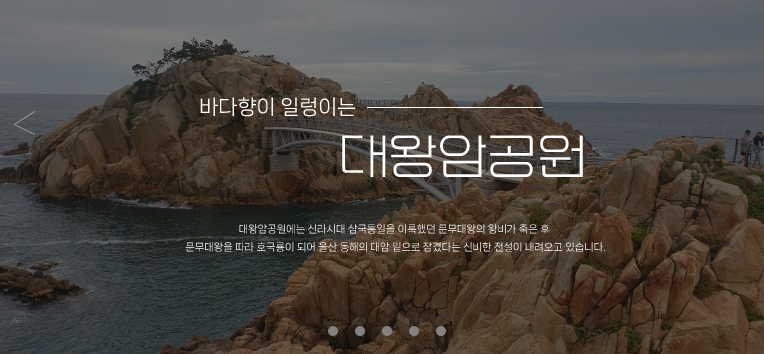 바다향이 일렁이는
대왕암공원
대왕암공원에는 신라시대 삼국통일을 이룩했던 문무대왕의 왕비가 죽은 후
문무대왕을 따라 호국룡이 되어 울산 동해의 대암 밑으로 잠겼다는 신비한 전설이 내려오고 있습니다.